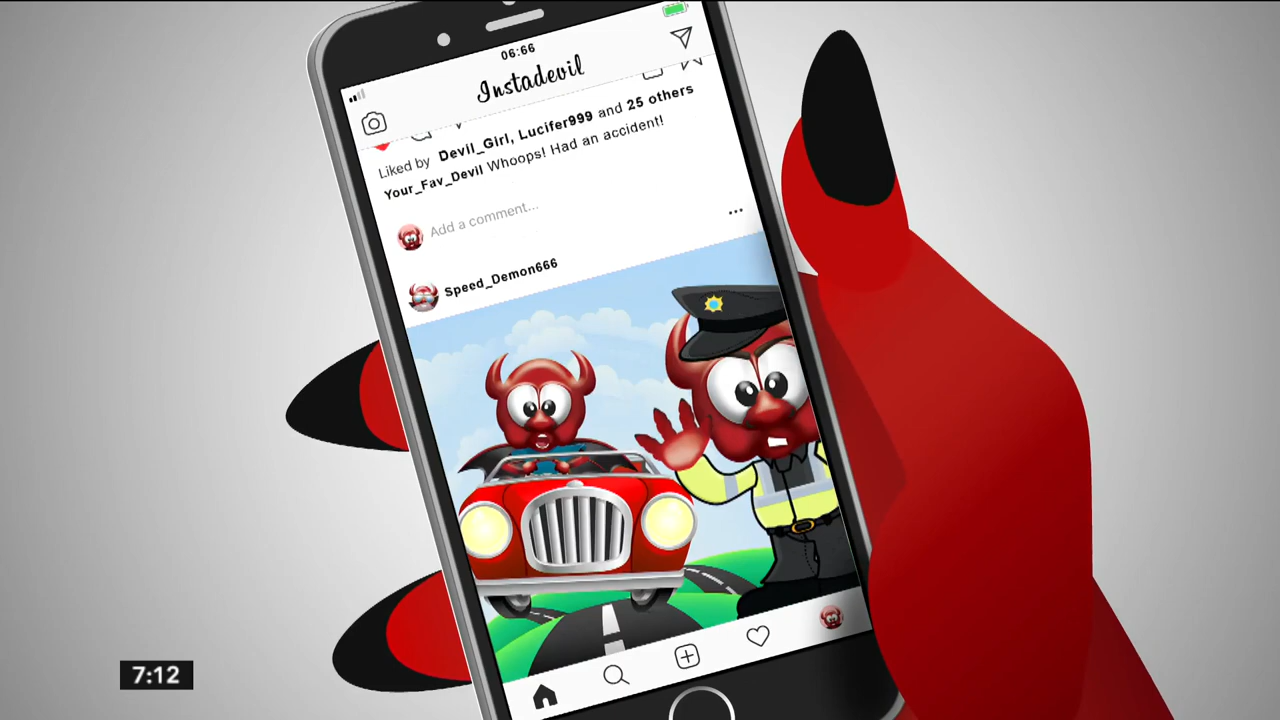 06:66
Instadevil
Liked by Devil_Girl, Lucifer999 and 25 others
Your_Fav_Devil Whoops! Had an accident!
Add a comment...
Speed_Demon666
7:12